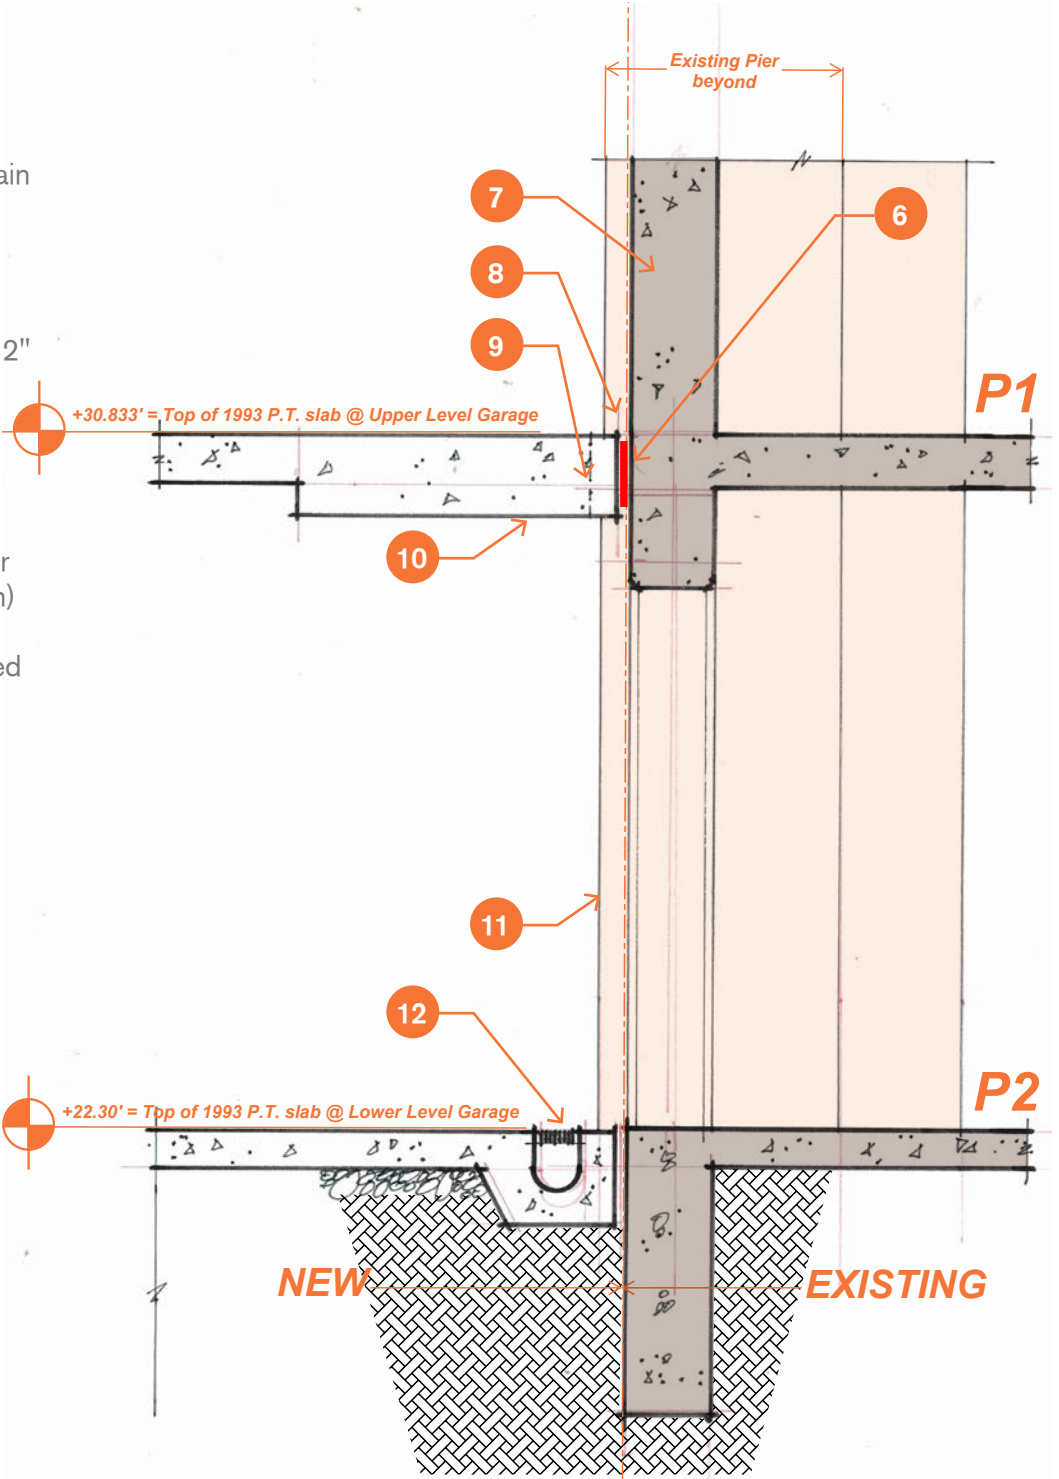 Existing Pier
beyond
ain
7
6
8
2"
9
P1
+30.833' = Top of 1993 P.T. slab @ Upper Level Garage
10
r
n)
ed
11
12
P2
+22.30' = Top of 1993 P.T. slab @ Lower Level Garage
NEW
EXISTING